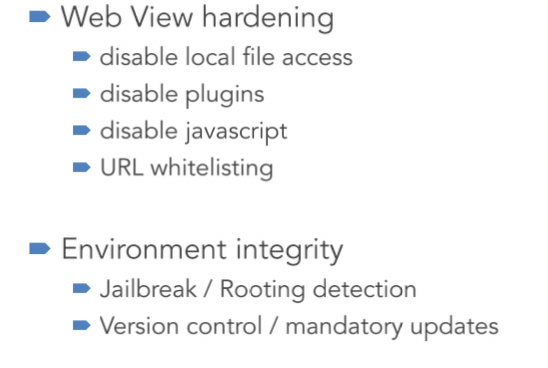 Web View hardening
disable local file access
disable plugins
disable javascript
URL whitelisting
Environment integrity
Jailbreak / Rooting detection
Version control / mandatory updates